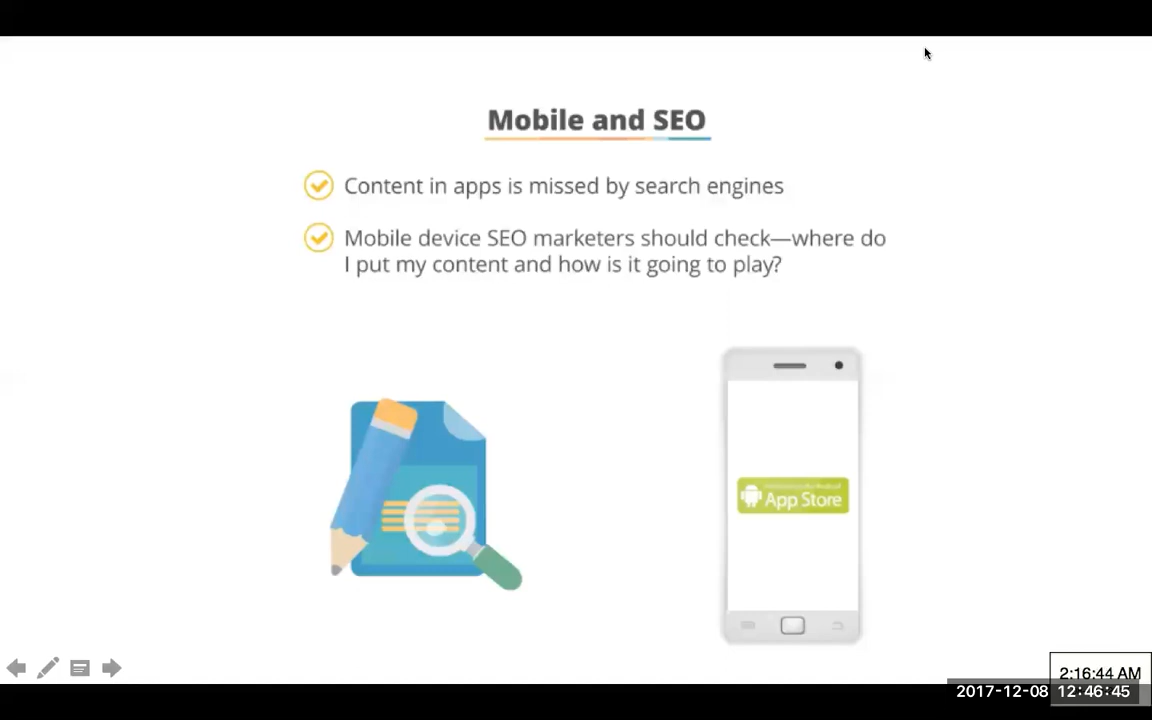 Mobile and SEO
Content in apps is missed by search engines
Mobile device SEO marketers should check—where do
I put my content and how is it going to play?
App Store
2:16:44 AM
2017-12-08 12:46:45